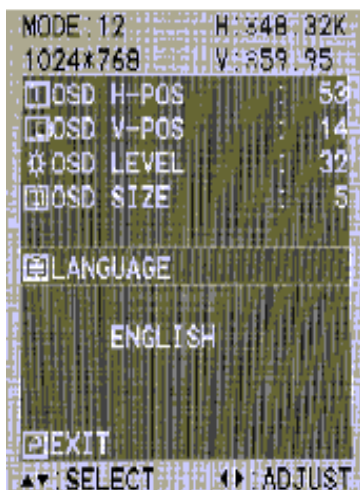 MODE:12 H:48.32K
1024*768 V:59.95
OSD H-POS : 53
OSD V-POS : 14
OSD LEVEL : 32
OSD SIZE : 5
LANGUAGE
ENGLISH
EXIT
▲▼:SELECT ◀▶:ADJUST